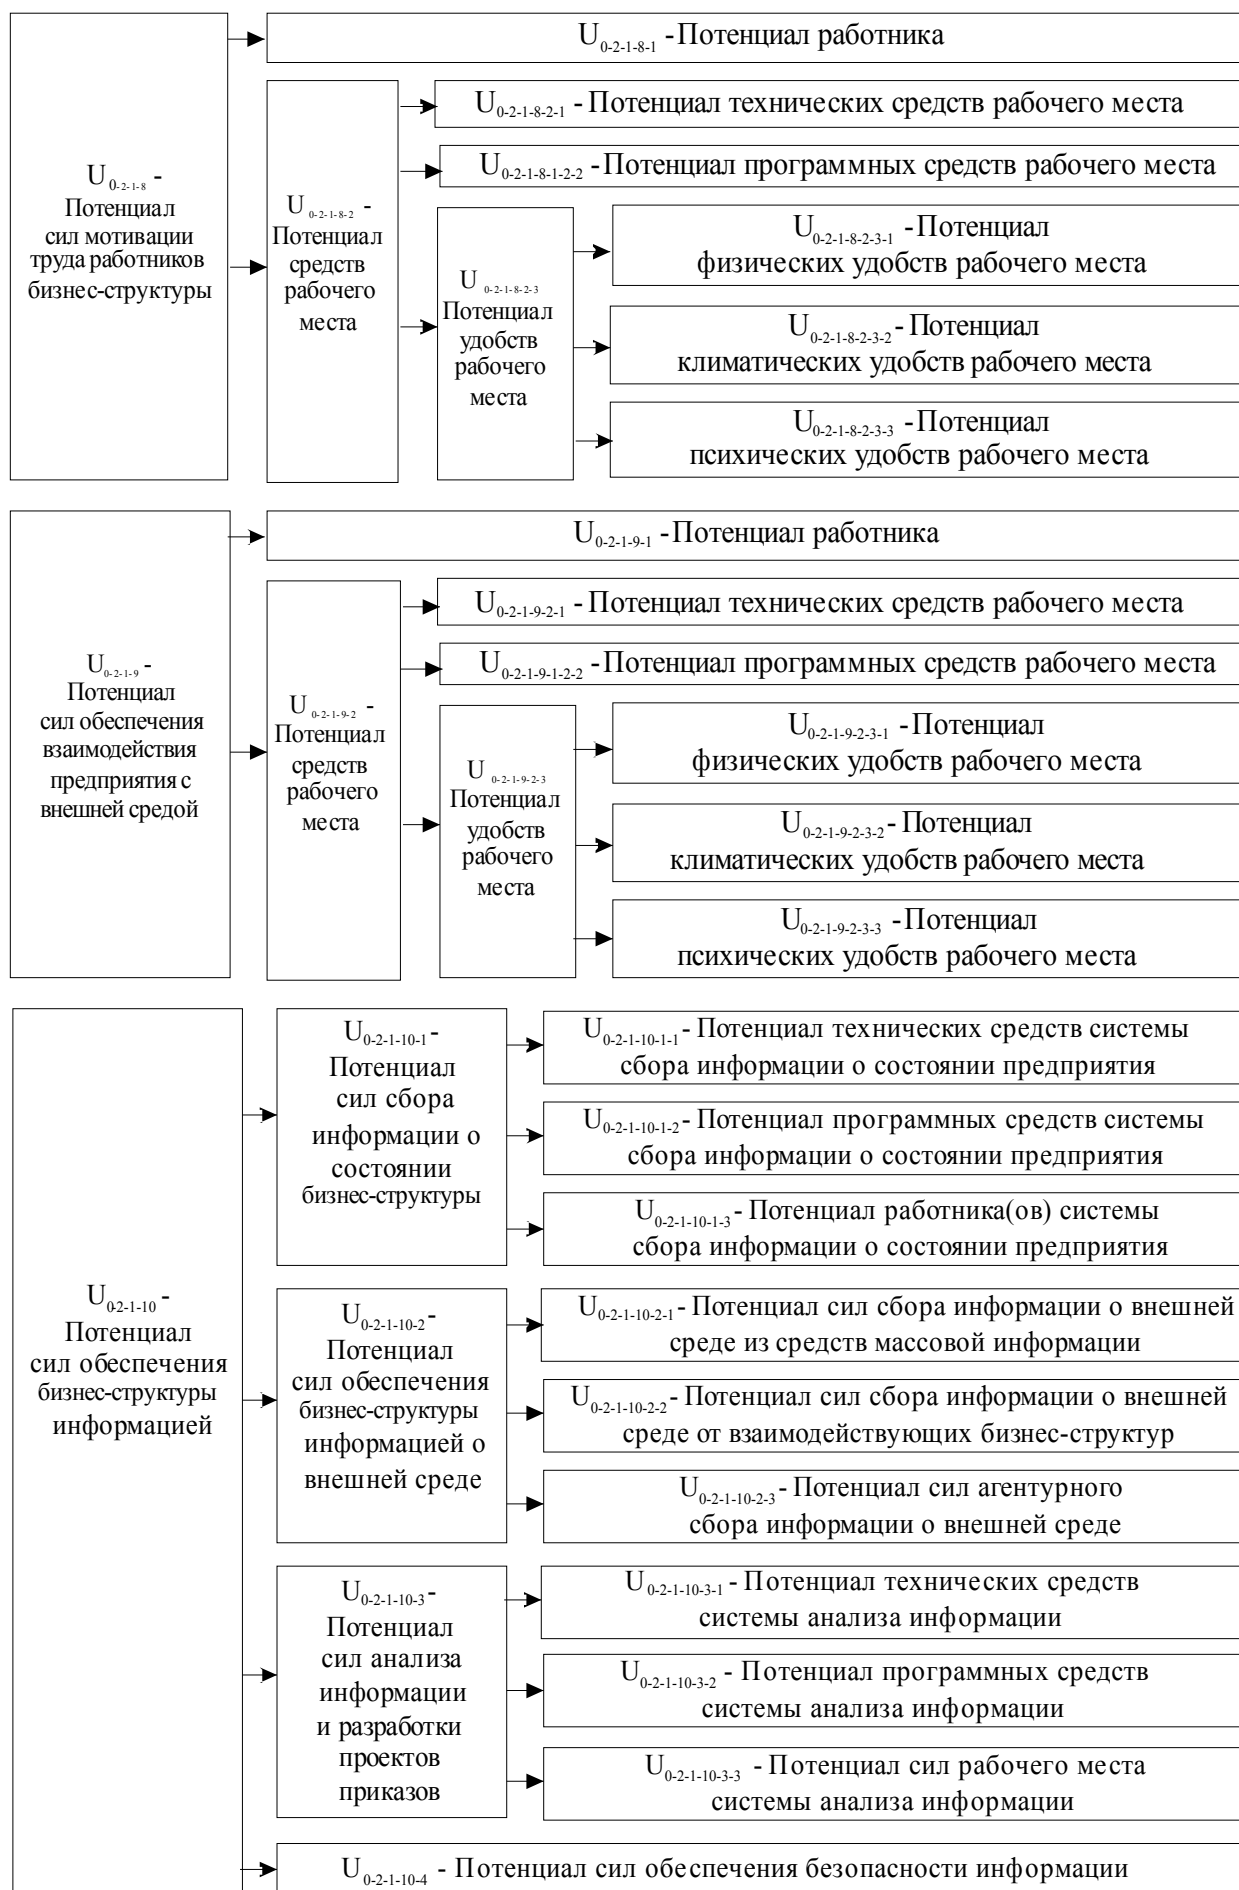 U0-2-1-8 -
Потенциал
сил мотивации
труда работников
бизнес-структуры
U0-2-1-8-1 - Потенциал работника
U0-2-1-8-2 -
Потенциал
средств
рабочего
места
U0-2-1-8-2-1 - Потенциал технических средств рабочего места
U0-2-1-8-1-2-2 - Потенциал программных средств рабочего места
U0-2-1-8-2-3
Потенциал
удобств
рабочего
места
U0-2-1-8-2-3-1 - Потенциал
физических удобств рабочего места
U0-2-1-8-2-3-2 - Потенциал
климатических удобств рабочего места
U0-2-1-8-2-3-3 - Потенциал
психических удобств рабочего места
U0-2-1-9 -
Потенциал
сил обеспечения
взаимодействия
предприятия с
внешней средой
U0-2-1-9-1 - Потенциал работника
U0-2-1-9-2 -
Потенциал
средств
рабочего
места
U0-2-1-9-2-1 - Потенциал технических средств рабочего места
U0-2-1-9-1-2-2 - Потенциал программных средств рабочего места
U0-2-1-9-2-3
Потенциал
удобств
рабочего
места
U0-2-1-9-2-3-1 - Потенциал
физических удобств рабочего места
U0-2-1-9-2-3-2 - Потенциал
климатических удобств рабочего места
U0-2-1-9-2-3-3 - Потенциал
психических удобств рабочего места
U0-2-1-10 -
Потенциал
сил обеспечения
бизнес-структуры
информацией
U0-2-1-10-1 -
Потенциал
сил сбора
информации о
состоянии
бизнес-структуры
U0-2-1-10-1-1 - Потенциал технических средств системы
сбора информации о состоянии предприятия
U0-2-1-10-1-2 - Потенциал программных средств системы
сбора информации о состоянии предприятия
U0-2-1-10-1-3 - Потенциал работника(ов) системы
сбора информации о состоянии предприятия
U0-2-1-10-2 -
Потенциал
сил обеспечения
бизнес-структуры
информацией о
внешней среде
U0-2-1-10-2-1 - Потенциал сил сбора информации о внешней
среде из средств массовой информации
U0-2-1-10-2-2 - Потенциал сил сбора информации о внешней
среде от взаимодействующих бизнес-структур
U0-2-1-10-2-3 - Потенциал сил агентурного
сбора информации о внешней среде
U0-2-1-10-3 -
Потенциал
сил анализа
информации
и разработки
проектов
приказов
U0-2-1-10-3-1 - Потенциал технических средств
системы анализа информации
U0-2-1-10-3-2 - Потенциал программных средств
системы анализа информации
U0-2-1-10-3-3 - Потенциал сил рабочего места
системы анализа информации
U0-2-1-10-4 - Потенциал сил обеспечения безопасности информации